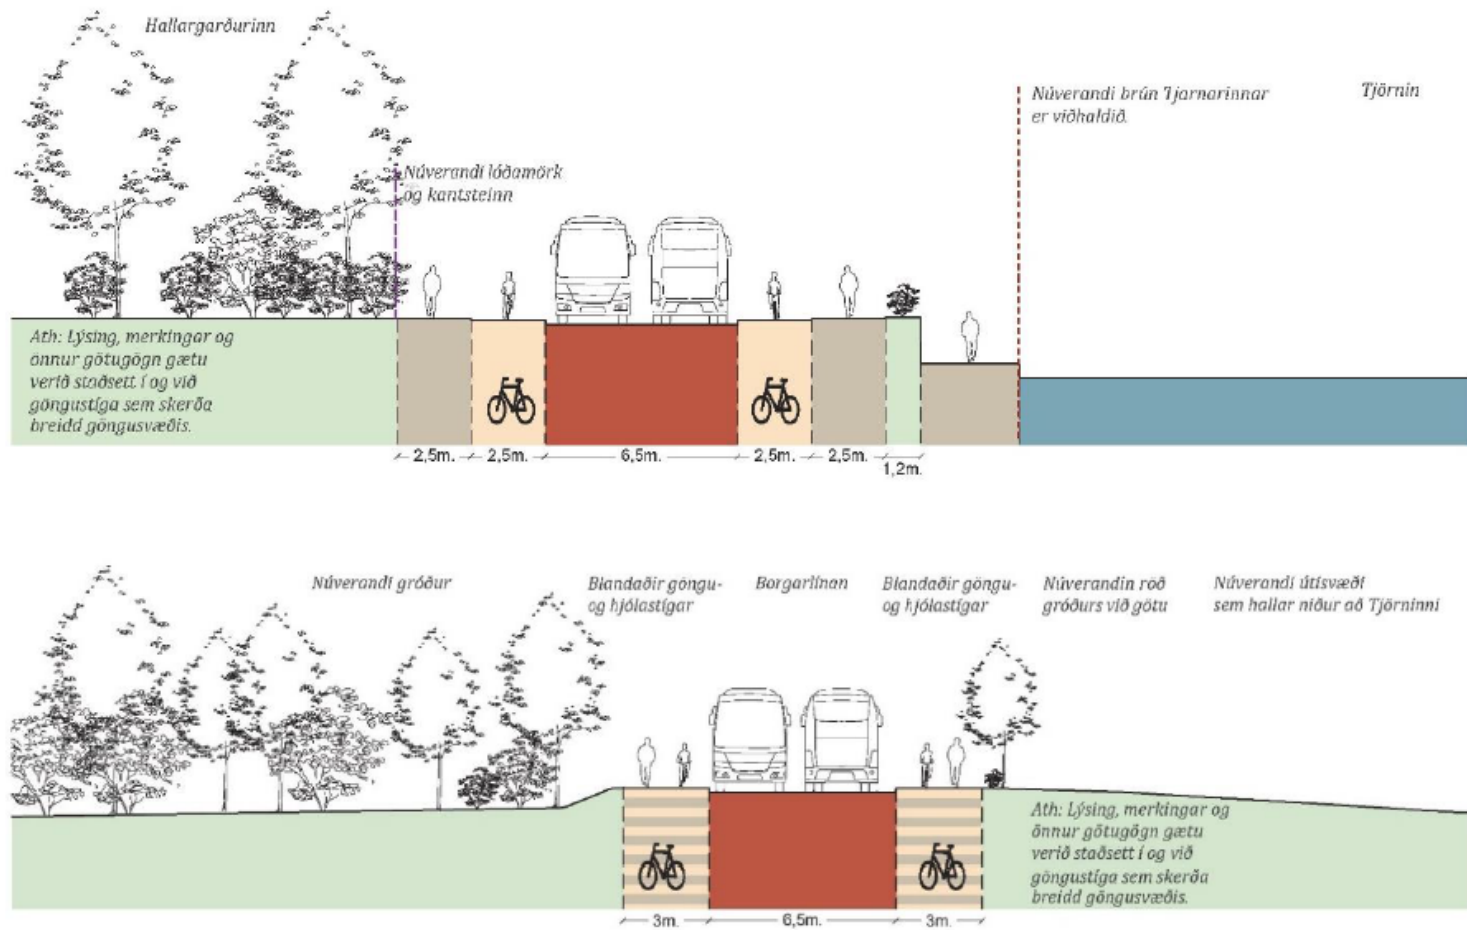 Hallargarðurinn
Núverandi brún Tjarnarinnar
er viðhaldið.
Tjörnin
Núverandi lóðamörk
og kantsteinn
Ath: Lýsing, merkingar og
önnur götugögn gætu
verið staðsett í og við
göngustíga sem skerða
breidd göngusvæðis.
2,5m. 2,5m. 6,5m. 2,5m. 2,5m. 1,2m.
Núverandi gróður
Blandaðir göngu-
og hjólastígar
Borgarlínan
Blandaðir göngu-
og hjólastígar
Núverandin röð
gróðurs við götu
Núverandi útisvæði
sem hallar niður að Tjörninni
Ath: Lýsing, merkingar og
önnur götugögn gætu
verið staðsett í og við
göngustíga sem skerða
breidd göngusvæðis.
3m. 6,5m. 3m.